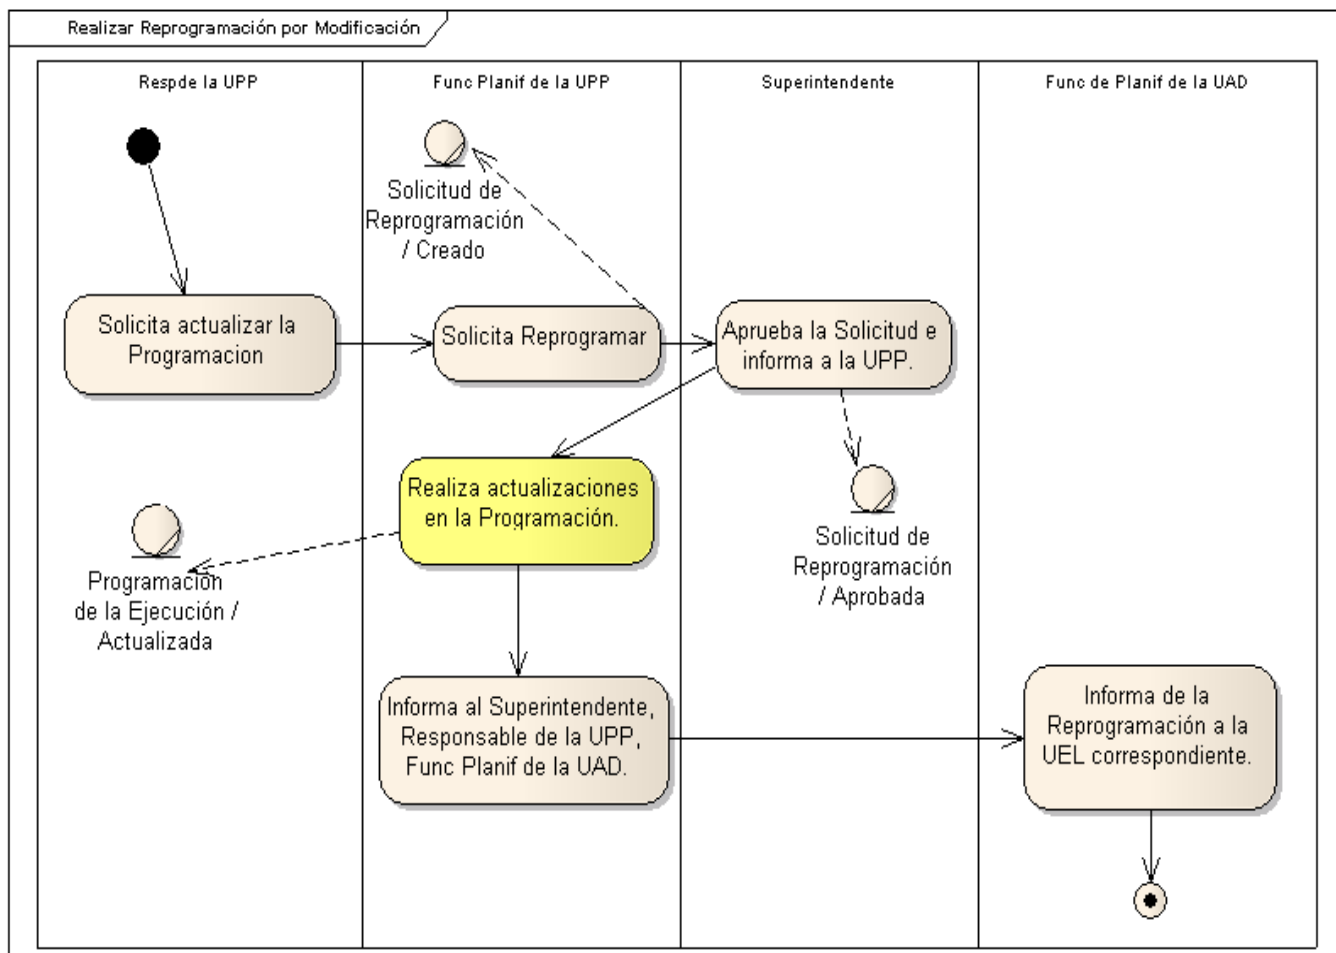 Realizar Reprogramación por Modificación
Respde la UPP
Func Planif de la UPP
Superintendente
Func de Planif de la UAD
Solicitud de
Reprogramación
/ Creado
Solicita actualizar la
Programacion
Solicita Reprogramar
Aprueba la Solicitud e
informa a la UPP.
Realiza actualizaciones
en la Programación.
Solicitud de
Reprogramación
/ Aprobada
Programación
de la Ejecución /
Actualizada
Informa al Superintendente,
Responsable de la UPP,
Func Planif de la UAD.
Informa de la
Reprogramación a la
UEL correspondiente.